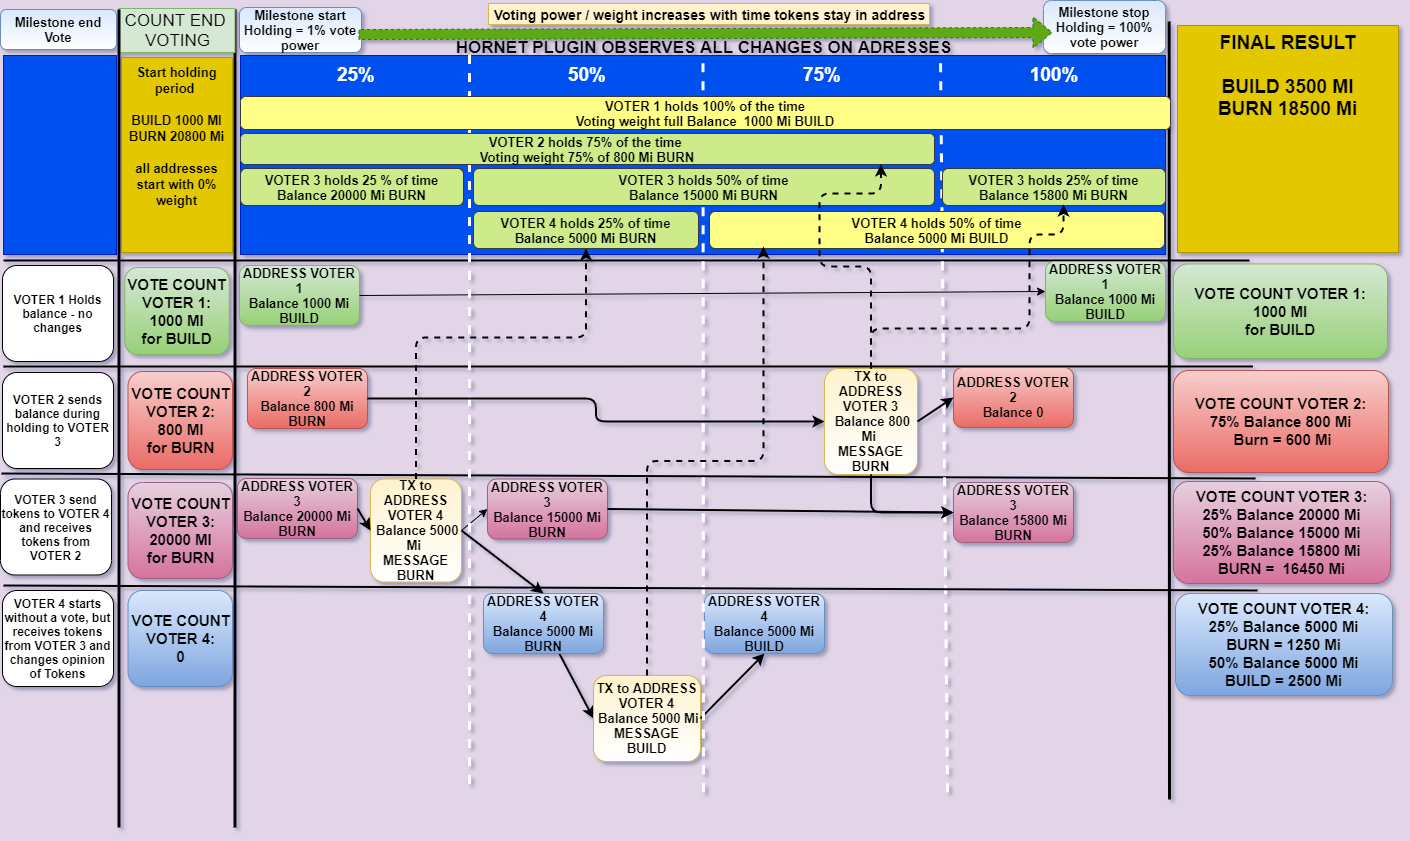 Milestone end
Vote
COUNT END
VOTING
Milestone start
Holding = 1% vote
power
Voting power / weight increases with time tokens stay in address
Milestone stop
Holding = 100%
vote power
HORNET PLUGIN OBSERVES ALL CHANGES ON ADRESSES
FINAL RESULT
BUILD 3500 MI
BURN 18500 Mi
Start holding
period
BUILD 1000 MI
BURN 20800 Mi
all addresses
start with 0%
weight
25%
50%
75%
100%
VOTER 1 holds 100% of the time
Voting weight full Balance 1000 Mi BUILD
VOTER 2 holds 75% of the time
Voting weight 75% of 800 Mi BURN
VOTER 3 holds 25 % of time
Balance 20000 Mi BURN
VOTER 3 holds 50% of time
Balance 15000 Mi BURN
VOTER 3 holds 25% of time
Balance 15800 Mi BURN
VOTER 4 holds 25% of time
Balance 5000 Mi BURN
VOTER 4 holds 50% of time
Balance 5000 Mi BUILD
VOTER 1 Holds
balance - no
changes
VOTE COUNT
VOTER 1:
1000 MI
for BUILD
ADDRESS VOTER
1
Balance 1000 Mi
BUILD
ADDRESS VOTER
1
Balance 1000 Mi
BUILD
VOTE COUNT VOTER 1:
1000 MI
for BUILD
VOTER 2 sends
balance during
holding to VOTER
3
VOTE COUNT
VOTER 2:
800 MI
for BURN
ADDRESS VOTER
2
Balance 800 Mi
BURN
TX to
ADDRESS
VOTER 3
Balance 800
Mi
MESSAGE
BURN
ADDRESS VOTER
2
Balance 0
VOTE COUNT VOTER 2:
75% Balance 800 Mi
Burn = 600 Mi
VOTER 3 send
tokens to VOTER 4
and receives
tokens from
VOTER 2
VOTE COUNT
VOTER 3:
20000 MI
for BURN
ADDRESS VOTER
3
Balance 20000 Mi
BURN
TX to
ADDRESS
VOTER 4
Balance 5000
Mi
MESSAGE
BURN
ADDRESS VOTER
3
Balance 15000 Mi
BURN
ADDRESS VOTER
3
Balance 15800 Mi
BURN
VOTE COUNT VOTER 3:
25% Balance 20000 Mi
50% Balance 15000 Mi
25% Balance 15800 Mi
BURN = 16450 Mi
VOTER 4 starts
without a vote, but
receives tokens
from VOTER 3 and
changes opinion
of Tokens
VOTE COUNT
VOTER 4:
0
ADDRESS VOTER
4
Balance 5000 Mi
BURN
ADDRESS VOTER
4
Balance 5000 Mi
BUILD
TX to ADDRESS
VOTER 4
Balance 5000 Mi
MESSAGE
BUILD
VOTE COUNT VOTER 4:
25% Balance 5000 Mi
BURN = 1250 Mi
50% Balance 5000 Mi
BUILD = 2500 Mi